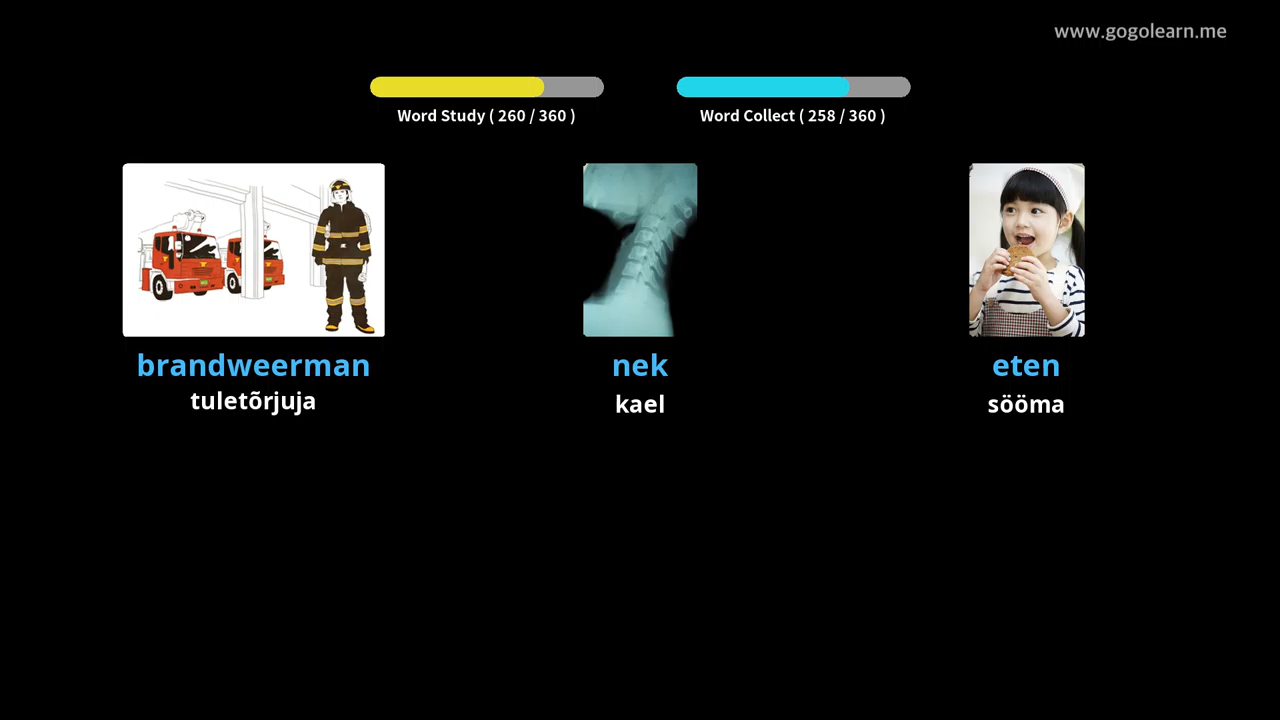 www.gogolearn.me
Word Study ( 260 / 360 )
Word Collect ( 258 / 360 )
brandweerman
tuletõrjuja
nek
kael
eten
sööma